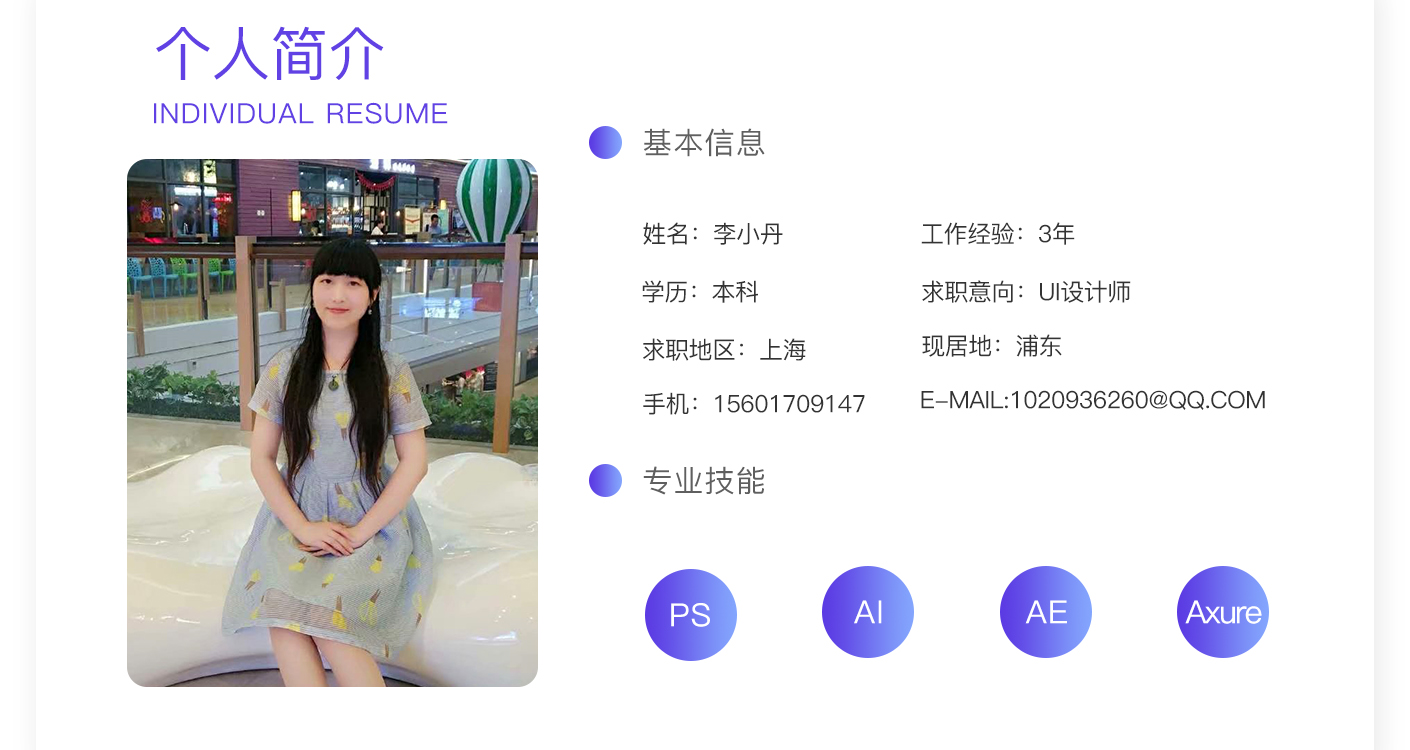 个人简介
INDIVIDUAL RESUME
基本信息
姓名：李小丹
工作经验：3年
学历：本科
求职意向：UI设计师
求职地区：上海
现居地：浦东
手机：15601709147
E-MAIL:1020936260@QQ.COM
专业技能
PS
AI
AE
Axure